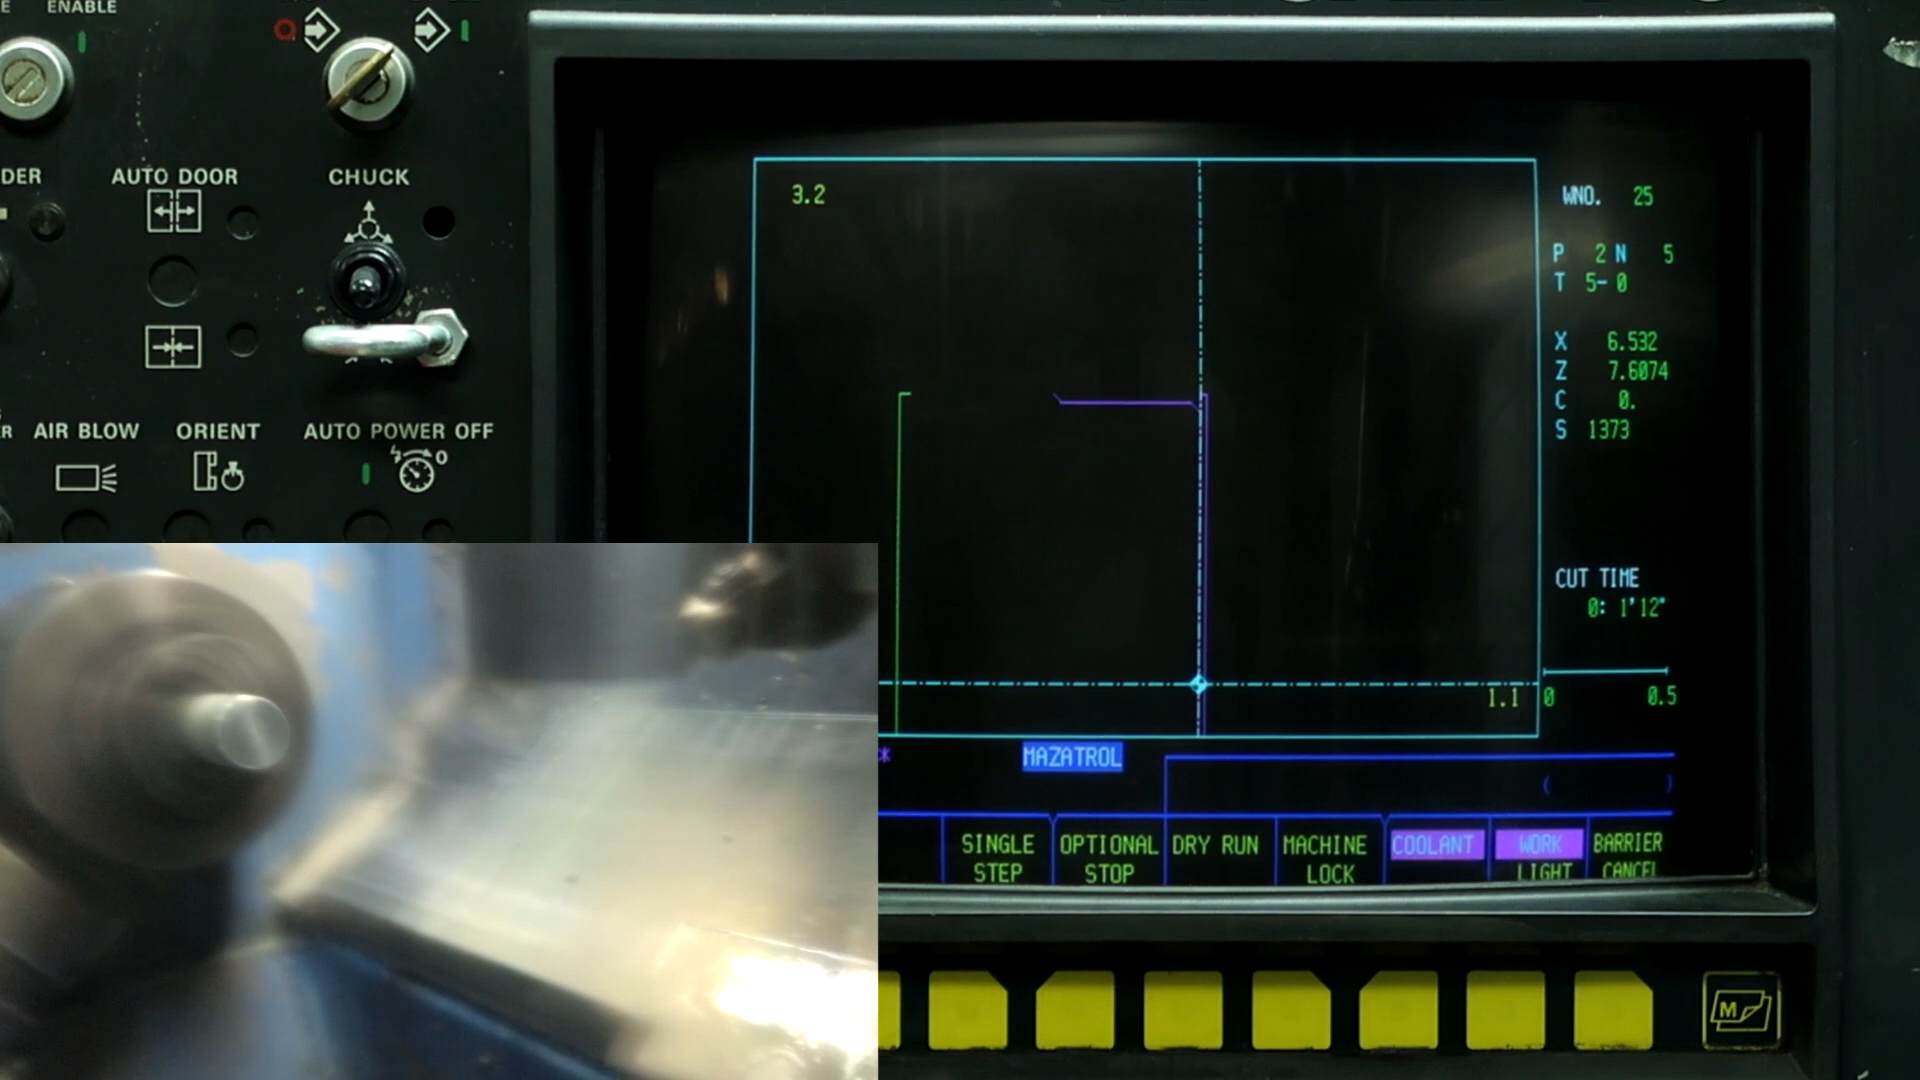 ENABLE
DER
AUTO DOOR
CHUCK
AIR BLOW
ORIENT
AUTO POWER OFF
3.2
WNO. 25
P 2 N 5
T 5- 0
X 6.532
Z 7.6074
C 0.
S 1373
CUT TIME
0: 1'12"
1.1
0 0.5
*
MAZATROL
( )
SINGLE STEP
OPTIONAL STOP
DRY RUN
MACHINE LOCK
COOLANT
WORK LIGHT
BARRIER CANCEL
M